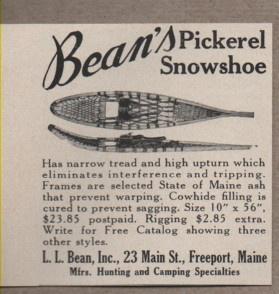 Bean's Pickerel
Snowshoe
Has narrow tread and high upturn which
eliminates interference and tripping.
Frames are selected State of Maine ash
that prevent warping. Cowhide filling is
cured to prevent sagging. Size 10" x 56",
$23.85 postpaid. Rigging $2.85 extra.
Write for Free Catalog showing three
other styles.
L. L. Bean, Inc., 23 Main St., Freeport, Maine
Mfrs. Hunting and Camping Specialties